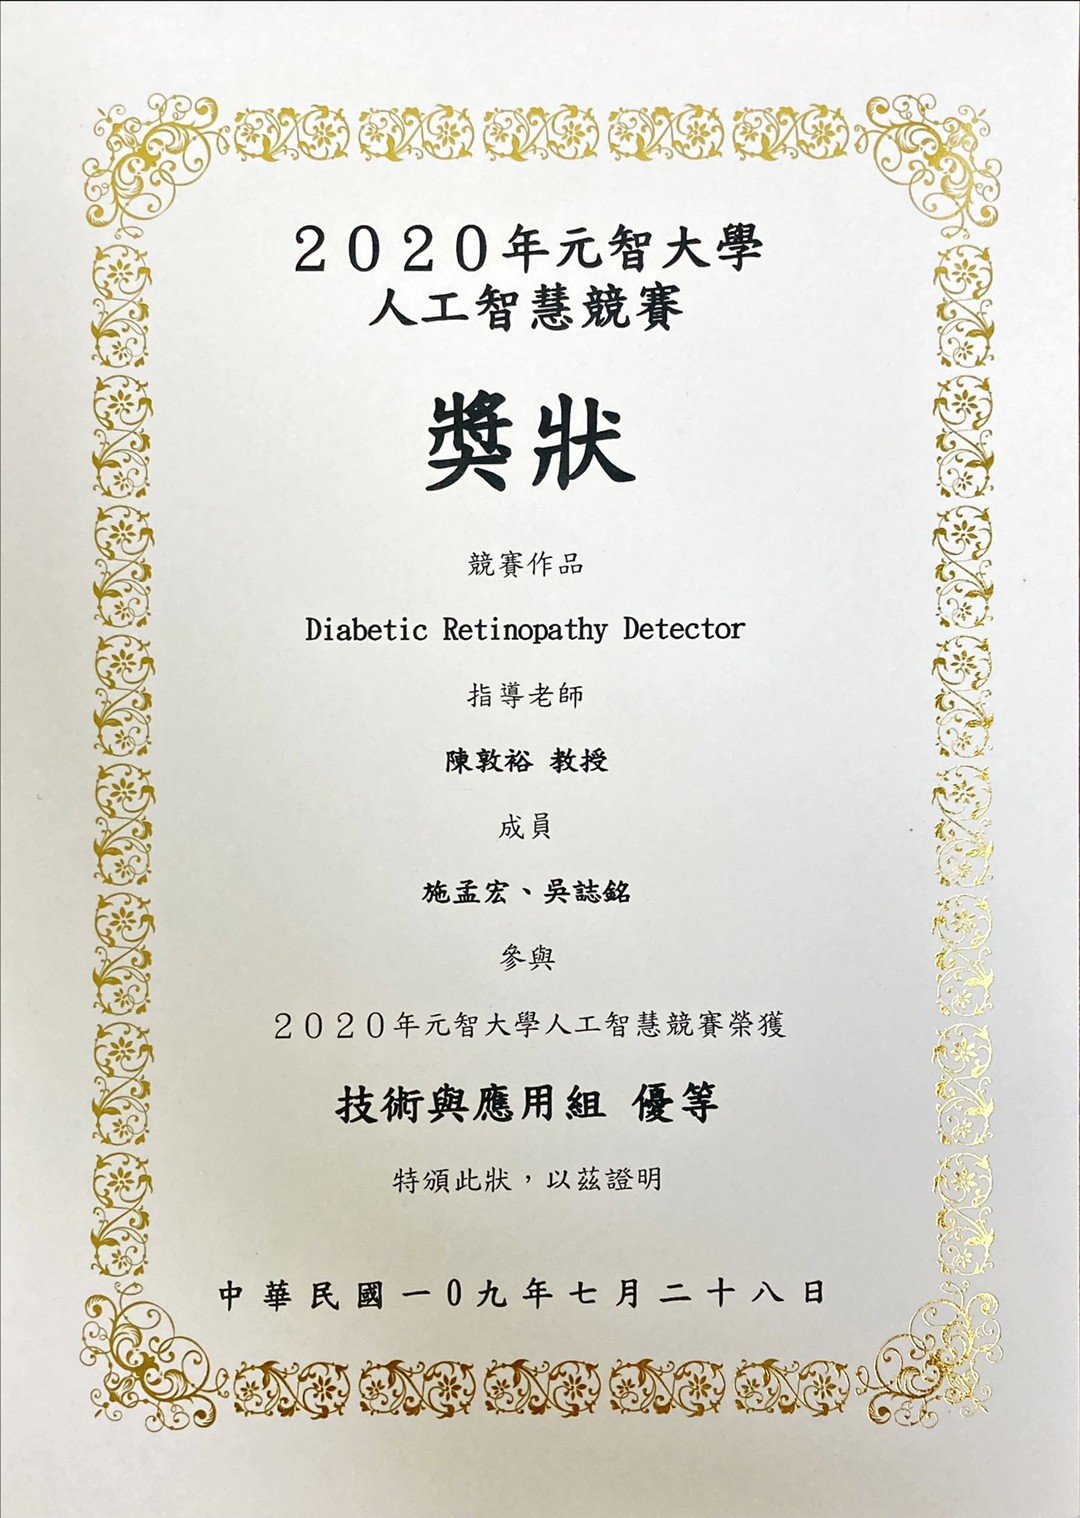 ２０２０年元智大學
人工智慧競賽
獎狀
競賽作品
Diabetic Retinopathy Detector
指導老師
陳敦裕 教授
成員
施孟宏、吳誌銘
參與
２０２０年元智大學人工智慧競賽榮獲
技術與應用組 優等
特頒此狀，以茲證明
中華民國一０九年七月二十八日